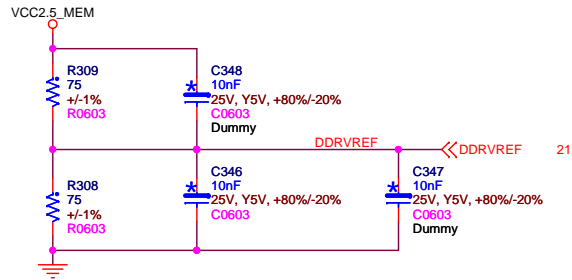 VCC2.5_MEM
R309
75
+/-1%
R0603
C348
10nF
25V, Y5V, +80%/-20%
C0603
Dummy
DDRVREF
DDRVREF 21
R308
75
+/-1%
R0603
C346
10nF
25V, Y5V, +80%/-20%
C0603
C347
10nF
25V, Y5V, +80%/-20%
C0603
Dummy